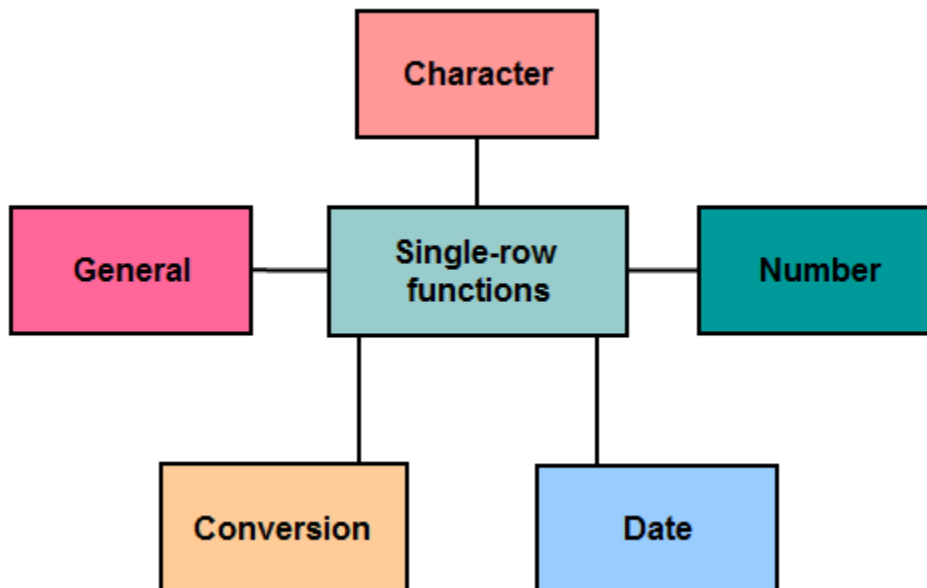 Character
General
Single-row
functions
Number
Conversion
Date